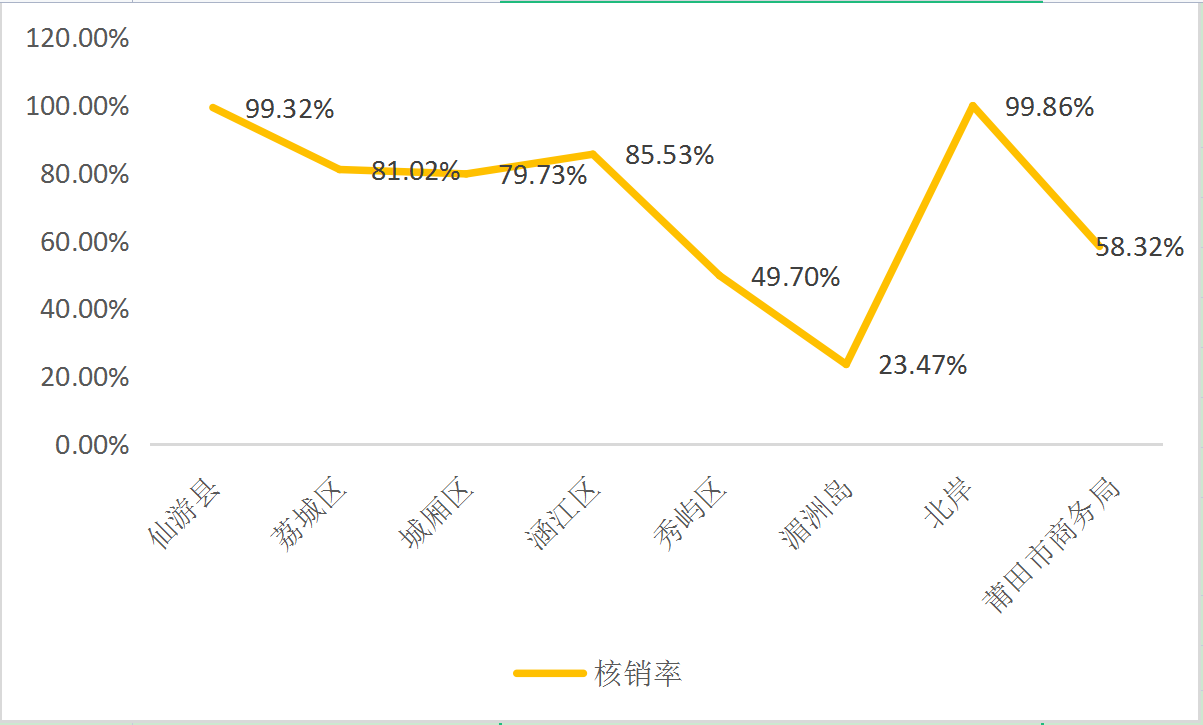 120.00%
100.00%
80.00%
60.00%
40.00%
20.00%
0.00%
99.32%
81.02%
79.73%
85.53%
49.70%
23.47%
99.86%
58.32%
仙游县
荔城区
城厢区
涵江区
秀屿区
湄洲岛
北岸
莆田市商务局
核销率